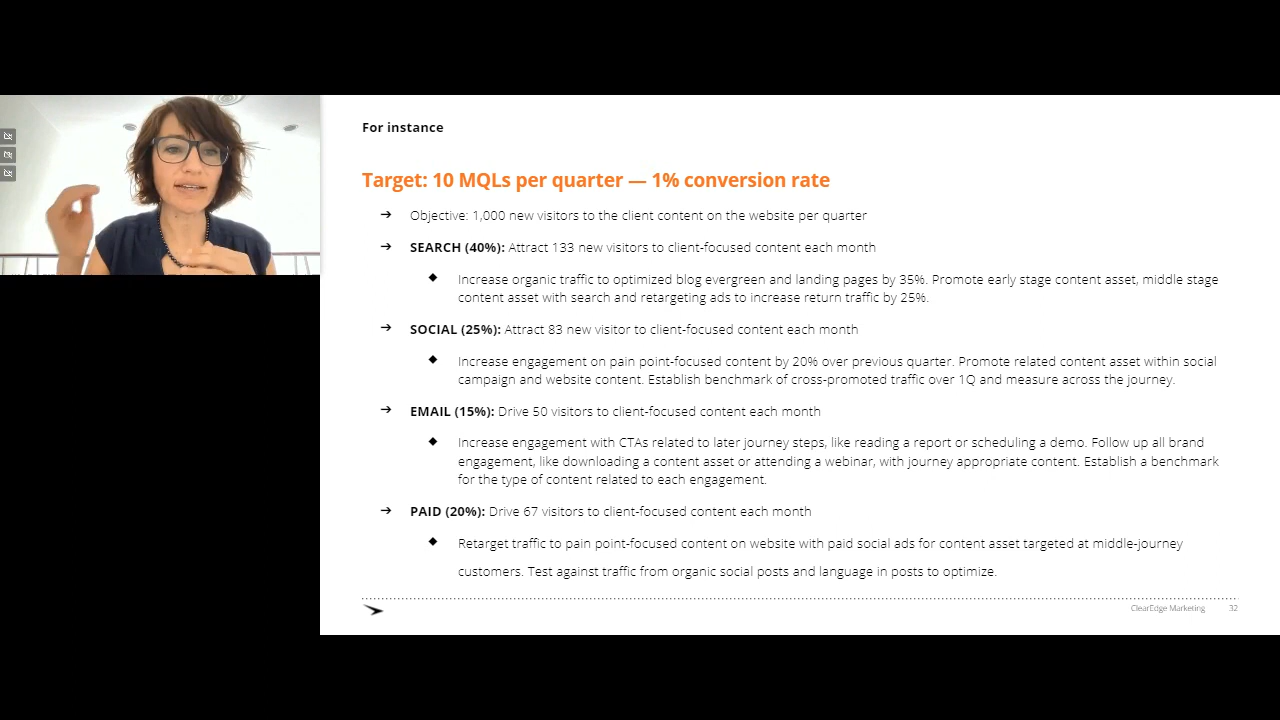 For instance
Target: 10 MQLs per quarter — 1% conversion rate
Objective: 1,000 new visitors to the client content on the website per quarter
SEARCH (40%): Attract 133 new visitors to client-focused content each month
Increase organic traffic to optimized blog evergreen and landing pages by 35%. Promote early stage content asset, middle stage
content asset with search and retargeting ads to increase return traffic by 25%.
SOCIAL (25%): Attract 83 new visitor to client-focused content each month
Increase engagement on pain point-focused content by 20% over previous quarter. Promote related content asset within social
campaign and website content. Establish benchmark of cross-promoted traffic over 1Q and measure across the journey.
EMAIL (15%): Drive 50 visitors to client-focused content each month
Increase engagement with CTAs related to later journey steps, like reading a report or scheduling a demo. Follow up all brand
engagement, like downloading a content asset or attending a webinar, with journey appropriate content. Establish a benchmark
for the type of content related to each engagement.
PAID (20%): Drive 67 visitors to client-focused content each month
Retarget traffic to pain point-focused content on website with paid social ads for content asset targeted at middle-journey
customers. Test against traffic from organic social posts and language in posts to optimize.
ClearEdge Marketing 32